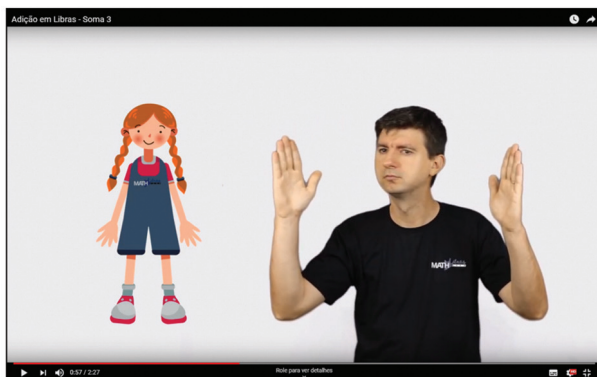 Adição em Libras - Soma 3
MATH
MATH
0:57 / 2:27
Role para ver detalhes